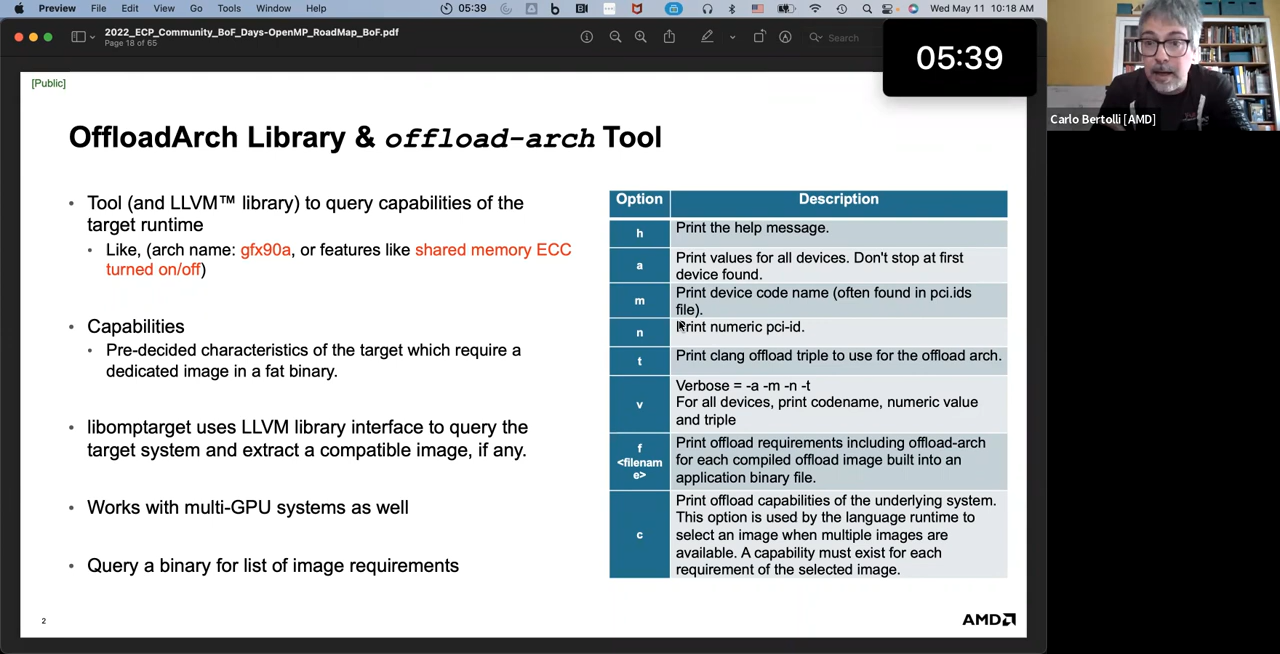 Preview File Edit View Go Tools Window Help 05:39 Wed May 11 10:18 AM
2022_ECP_Community_BoF_Days-OpenMP_RoadMap_BoF.pdf
Page 18 of 65
Search
05:39
Carlo Bertolli [AMD]
[Public]
OffloadArch Library & offload-arch Tool
• Tool (and LLVM™ library) to query capabilities of the
target runtime
• Like, (arch name: gfx90a, or features like shared memory ECC
turned on/off)
• Capabilities
• Pre-decided characteristics of the target which require a
dedicated image in a fat binary.
• libomptarget uses LLVM library interface to query the
target system and extract a compatible image, if any.
• Works with multi-GPU systems as well
• Query a binary for list of image requirements
Option Description
h Print the help message.
a Print values for all devices. Don't stop at first
device found.
m Print device code name (often found in pci.ids
file).
n Print numeric pci-id.
t Print clang offload triple to use for the offload arch.
v Verbose = -a -m -n -t
For all devices, print codename, numeric value
and triple
f
<filenam
e>
Print offload requirements including offload-arch
for each compiled offload image built into an
application binary file.
c Print offload capabilities of the underlying system.
This option is used by the language runtime to
select an image when multiple images are
available. A capability must exist for each
requirement of the selected image.
2
AMD